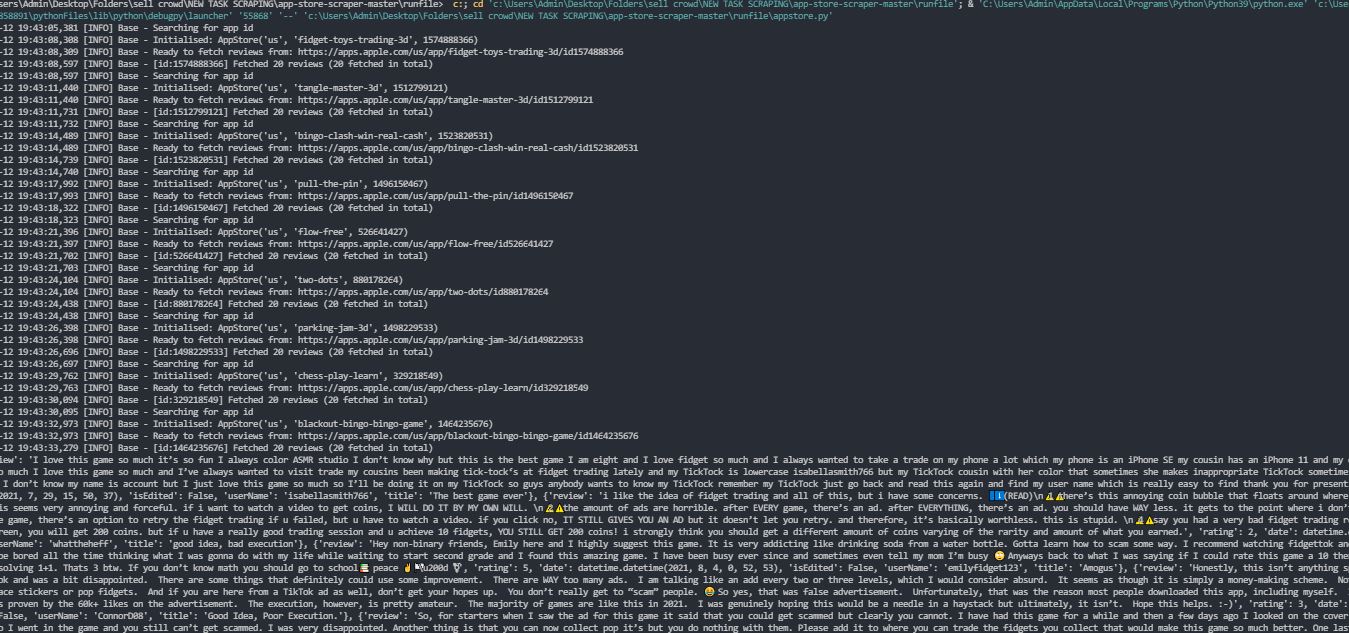 sers\Admin\Desktop\Folders\sell crowd\NEW TASK SCRAPING\app-store-scraper-master\runfile> c:; cd 'c:\Users\Admin\Desktop\Folders\sell crowd\NEW TASK SCRAPING\app-store-scraper-master\runfile'; & 'C:\Users\Admin\AppData\Local\Programs\Python\Python39\python.exe' 'c:\Use
858891\pythonFiles\lib\python\debugpy\launcher' '55868' '--' 'c:\Users\Admin\Desktop\Folders\sell crowd\NEW TASK SCRAPING\app-store-scraper-master\runfile\appstore.py'
-12 19:43:05,381 [INFO] Base - Searching for app id
-12 19:43:08,308 [INFO] Base - Initialised: AppStore('us', 'fidget-toys-trading-3d', 1574888366)
-12 19:43:08,309 [INFO] Base - Ready to fetch reviews from: https://apps.apple.com/us/app/fidget-toys-trading-3d/id1574888366
-12 19:43:08,597 [INFO] Base - [id:1574888366] Fetched 20 reviews (20 fetched in total)
-12 19:43:08,597 [INFO] Base - Searching for app id
-12 19:43:11,440 [INFO] Base - Initialised: AppStore('us', 'tangle-master-3d', 1512799121)
-12 19:43:11,440 [INFO] Base - Ready to fetch reviews from: https://apps.apple.com/us/app/tangle-master-3d/id1512799121
-12 19:43:11,731 [INFO] Base - [id:1512799121] Fetched 20 reviews (20 fetched in total)
-12 19:43:11,732 [INFO] Base - Searching for app id
-12 19:43:14,489 [INFO] Base - Initialised: AppStore('us', 'bingo-clash-win-real-cash', 1523820531)
-12 19:43:14,489 [INFO] Base - Ready to fetch reviews from: https://apps.apple.com/us/app/bingo-clash-win-real-cash/id1523820531
-12 19:43:14,739 [INFO] Base - [id:1523820531] Fetched 20 reviews (20 fetched in total)
-12 19:43:14,740 [INFO] Base - Searching for app id
-12 19:43:17,992 [INFO] Base - Initialised: AppStore('us', 'pull-the-pin', 1496150467)
-12 19:43:17,993 [INFO] Base - Ready to fetch reviews from: https://apps.apple.com/us/app/pull-the-pin/id1496150467
-12 19:43:18,322 [INFO] Base - [id:1496150467] Fetched 20 reviews (20 fetched in total)
-12 19:43:18,323 [INFO] Base - Searching for app id
-12 19:43:21,396 [INFO] Base - Initialised: AppStore('us', 'flow-free', 526641427)
-12 19:43:21,397 [INFO] Base - Ready to fetch reviews from: https://apps.apple.com/us/app/flow-free/id526641427
-12 19:43:21,702 [INFO] Base - [id:526641427] Fetched 20 reviews (20 fetched in total)
-12 19:43:21,703 [INFO] Base - Searching for app id
-12 19:43:24,104 [INFO] Base - Initialised: AppStore('us', 'two-dots', 880178264)
-12 19:43:24,104 [INFO] Base - Ready to fetch reviews from: https://apps.apple.com/us/app/two-dots/id880178264
-12 19:43:24,438 [INFO] Base - [id:880178264] Fetched 20 reviews (20 fetched in total)
-12 19:43:24,438 [INFO] Base - Searching for app id
-12 19:43:26,398 [INFO] Base - Initialised: AppStore('us', 'parking-jam-3d', 1498229533)
-12 19:43:26,398 [INFO] Base - Ready to fetch reviews from: https://apps.apple.com/us/app/parking-jam-3d/id1498229533
-12 19:43:26,696 [INFO] Base - [id:1498229533] Fetched 20 reviews (20 fetched in total)
-12 19:43:26,697 [INFO] Base - Searching for app id
-12 19:43:29,762 [INFO] Base - Initialised: AppStore('us', 'chess-play-learn', 329218549)
-12 19:43:29,763 [INFO] Base - Ready to fetch reviews from: https://apps.apple.com/us/app/chess-play-learn/id329218549
-12 19:43:30,094 [INFO] Base - [id:329218549] Fetched 20 reviews (20 fetched in total)
-12 19:43:30,095 [INFO] Base - Searching for app id
-12 19:43:32,973 [INFO] Base - Initialised: AppStore('us', 'blackout-bingo-bingo-game', 1464235676)
-12 19:43:32,973 [INFO] Base - Ready to fetch reviews from: https://apps.apple.com/us/app/blackout-bingo-bingo-game/id1464235676
-12 19:43:33,279 [INFO] Base - [id:1464235676] Fetched 20 reviews (20 fetched in total)
iew': 'I love this game so much it’s so fun I always color ASMR studio I don’t know why but this is the best game I am eight and I love fidget so much and I always wanted to take a trade on my phone a lot which my phone is an iPhone SE my cousin has an iPhone 11 and my c
o much I love this game so much and I’ve always wanted to visit trade my cousins been making tick-tock’s at fidget trading lately and my TickTock is lowercase isabellasmith766 but my TickTock cousin with her color that sometimes she makes inappropriate TickTock sometime
I don’t know my name is account but I just love this game so much so I’ll be doing it on my TickTock so guys anybody wants to know my TickTock remember my TickTock just go back and read this again and find my user name which is really easy to find thank you for present
2021, 7, 29, 15, 50, 37), 'isEdited': False, 'userName': 'isabellasmith766', 'title': 'The best game ever'}, {'review': 'i like the idea of fidget trading and all of this, but i have some concerns. ⬇️ℹ️(READ)\n🔬⚠️there’s this annoying coin bubble that floats around where
is seems very annoying and forceful. if i want to watch a video to get coins, I WILL DO IT BY MY OWN WILL. \n🔬⚠️the amount of ads are horrible. after EVERY game, there’s an ad. after EVERYTHING, there’s an ad. you should have WAY less. it gets to the point where i don’
e game, there’s an option to retry the fidget trading if u failed, but u have to watch a video. if you click no, IT STILL GIVES YOU AN AD but it doesn’t let you retry. and therefore, it’s basically worthless. this is stupid. \n🔬⚠️say you had a very bad fidget trading ro
reen, you will get 200 coins. but if u have a really good trading session and u achieve 10 fidgets, YOU STILL GET 200 coins! i strongly think you should get a different amount of coins varying of the rarity and amount of what you earned.', 'rating': 2, 'date': datetime.
serName': 'whattheheff', 'title': 'good idea, bad execution'}, {'review': 'Hey non-binary friends, Emily here and I highly suggest this game. It is very addicting like drinking soda from a water bottle. Gotta learn how to scam some way. I recommend watching fidgettok and
be bored all the time thinking what I was gonna do with my life while waiting to start second grade and I found this amazing game. I have been busy ever since and sometimes even tell my mom I’m busy 🙄 Anyways back to what I was saying if I could rate this game a 10 the
solving 1+1. Thats 3 btw. If you don’t know math you should go to school📚 peace ✌ \u200d ⚧', 'rating': 5, 'date': datetime.datetime(2021, 8, 4, 0, 52, 53), 'isEdited': False, 'userName': 'emilyfidget123', 'title': 'Amogus'}, {'review': 'Honestly, this isn’t anything sp
ok and was a bit disappointed. There are some things that definitely could use some improvement. There are WAY too many ads. I am talking like an add every two or three levels, which I would consider absurd. It seems as though it is simply a money-making scheme. No
ace stickers or pop fidgets. And if you are here from a TikTok ad as well, don’t get your hopes up. You don’t really get to “scam” people. 😅 So yes, that was false advertisement. Unfortunately, that was the reason most people downloaded this app, including myself.
s proven by the 60k+ likes on the advertisement. The execution, however, is pretty amateur. The majority of games are like this in 2021. I was genuinely hoping this would be a needle in a haystack but ultimately, it isn’t. Hope this helps. :-)', 'rating': 3, 'date':
False, 'userName': 'ConnorD08', 'title': 'Good Idea, Poor Execution.'}, {'review': 'So, for starters when I saw the ad for this game it said that you could get scammed but clearly you cannot. I have had this game for a while and then a few days ago I looked on the cover
o I went in the game and you still can’t get scammed. I was very disappointed. Another thing is that you can now collect pop it’s but you do nothing with them. Please add it to where you can trade the fidgets you collect that would make this game so much better. One las